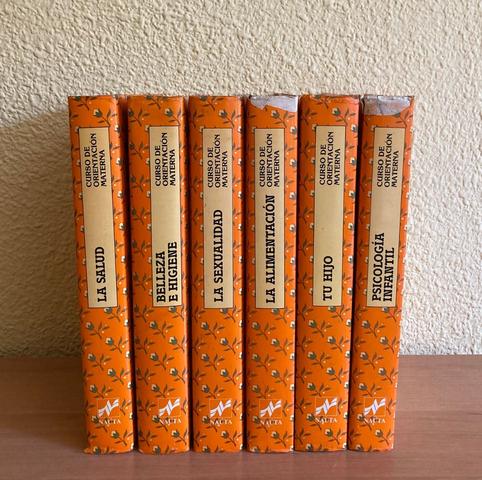 CURSO DE
ORIENTACIÓN
MATERNA
LA SALUD
NAUTA
CURSO DE
ORIENTACIÓN
MATERNA
BELLEZA
E HIGIENE
NAUTA
CURSO DE
ORIENTACIÓN
MATERNA
LA SEXUALIDAD
NAUTA
CURSO DE
ORIENTACIÓN
MATERNA
LA ALIMENTACIÓN
NAUTA
CURSO DE
ORIENTACIÓN
MATERNA
TU HIJO
NAUTA
CURSO DE
ORIENTACIÓN
MATERNA
PSICOLOGÍA
INFANTIL
NAUTA